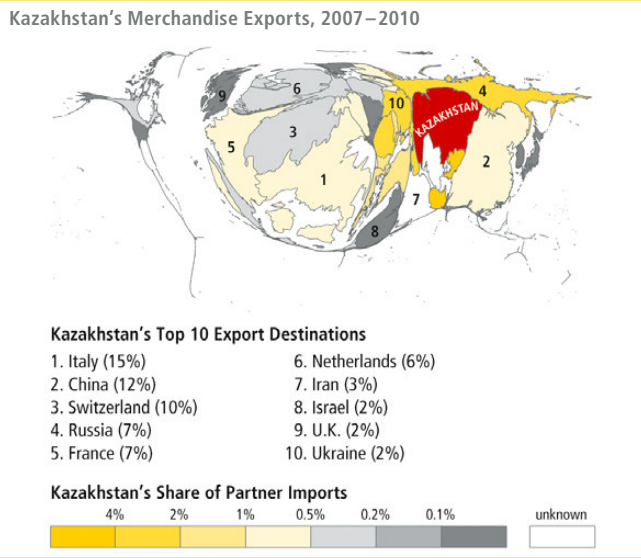 Kazakhstan's Merchandise Exports, 2007–2010
9
6
4
10
KAZAKHSTAN
3
5
2
1
7
8
Kazakhstan's Top 10 Export Destinations
1. Italy (15%)
2. China (12%)
3. Switzerland (10%)
4. Russia (7%)
5. France (7%)
6. Netherlands (6%)
7. Iran (3%)
8. Israel (2%)
9. U.K. (2%)
10. Ukraine (2%)
Kazakhstan's Share of Partner Imports
4% 2% 1% 0.5% 0.2% 0.1% unknown